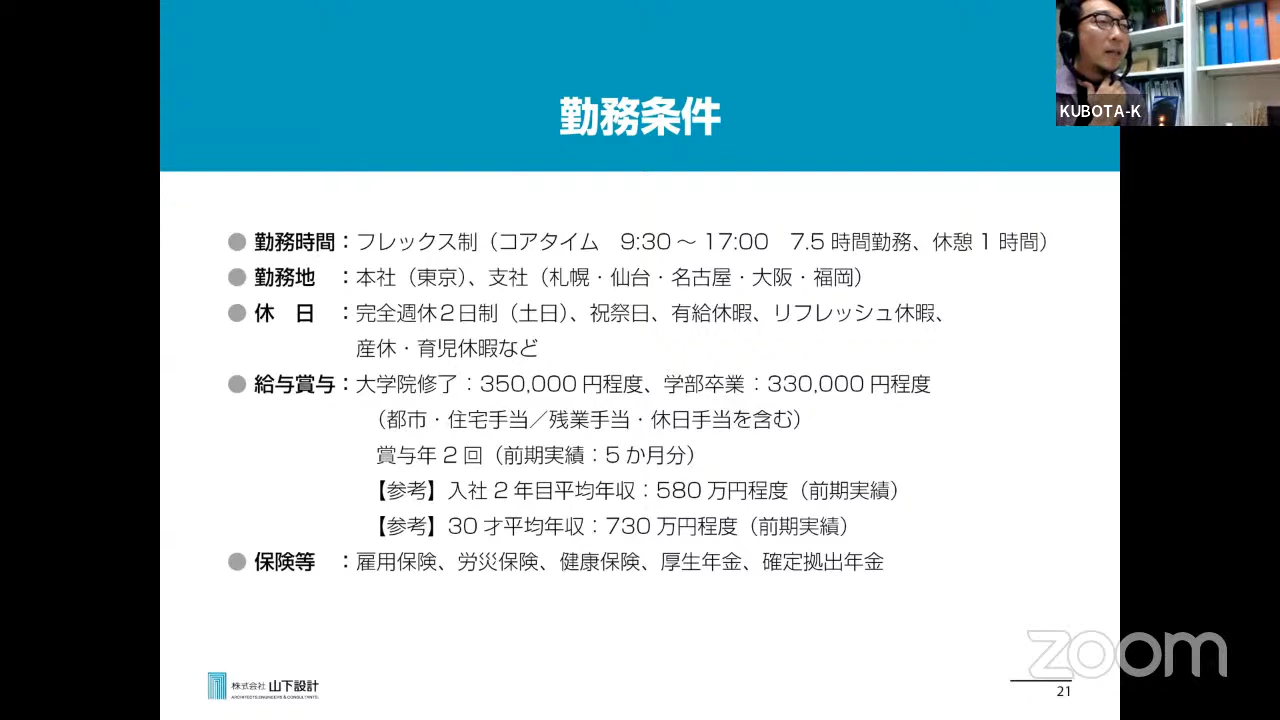 勤務条件
KUBOTA-K
● 勤務時間：フレックス制（コアタイム　9:30 ～ 17:00　7.5 時間勤務、休憩 1 時間）
● 勤務地　：本社（東京）、支社（札幌・仙台・名古屋・大阪・福岡）
● 休　日　：完全週休２日制（土日）、祝祭日、有給休暇、リフレッシュ休暇、
産休・育児休暇など
● 給与賞与：大学院修了：350,000 円程度、学部卒業：330,000 円程度
（都市・住宅手当／残業手当・休日手当を含む）
賞与年 2 回（前期実績：5 か月分）
【参考】入社 2 年目平均年収：580 万円程度（前期実績）
【参考】30 才平均年収：730 万円程度（前期実績）
● 保険等　：雇用保険、労災保険、健康保険、厚生年金、確定拠出年金
株式会社 山下設計
ARCHITECTS,ENGINEERS & CONSULTANTS
zoom
21